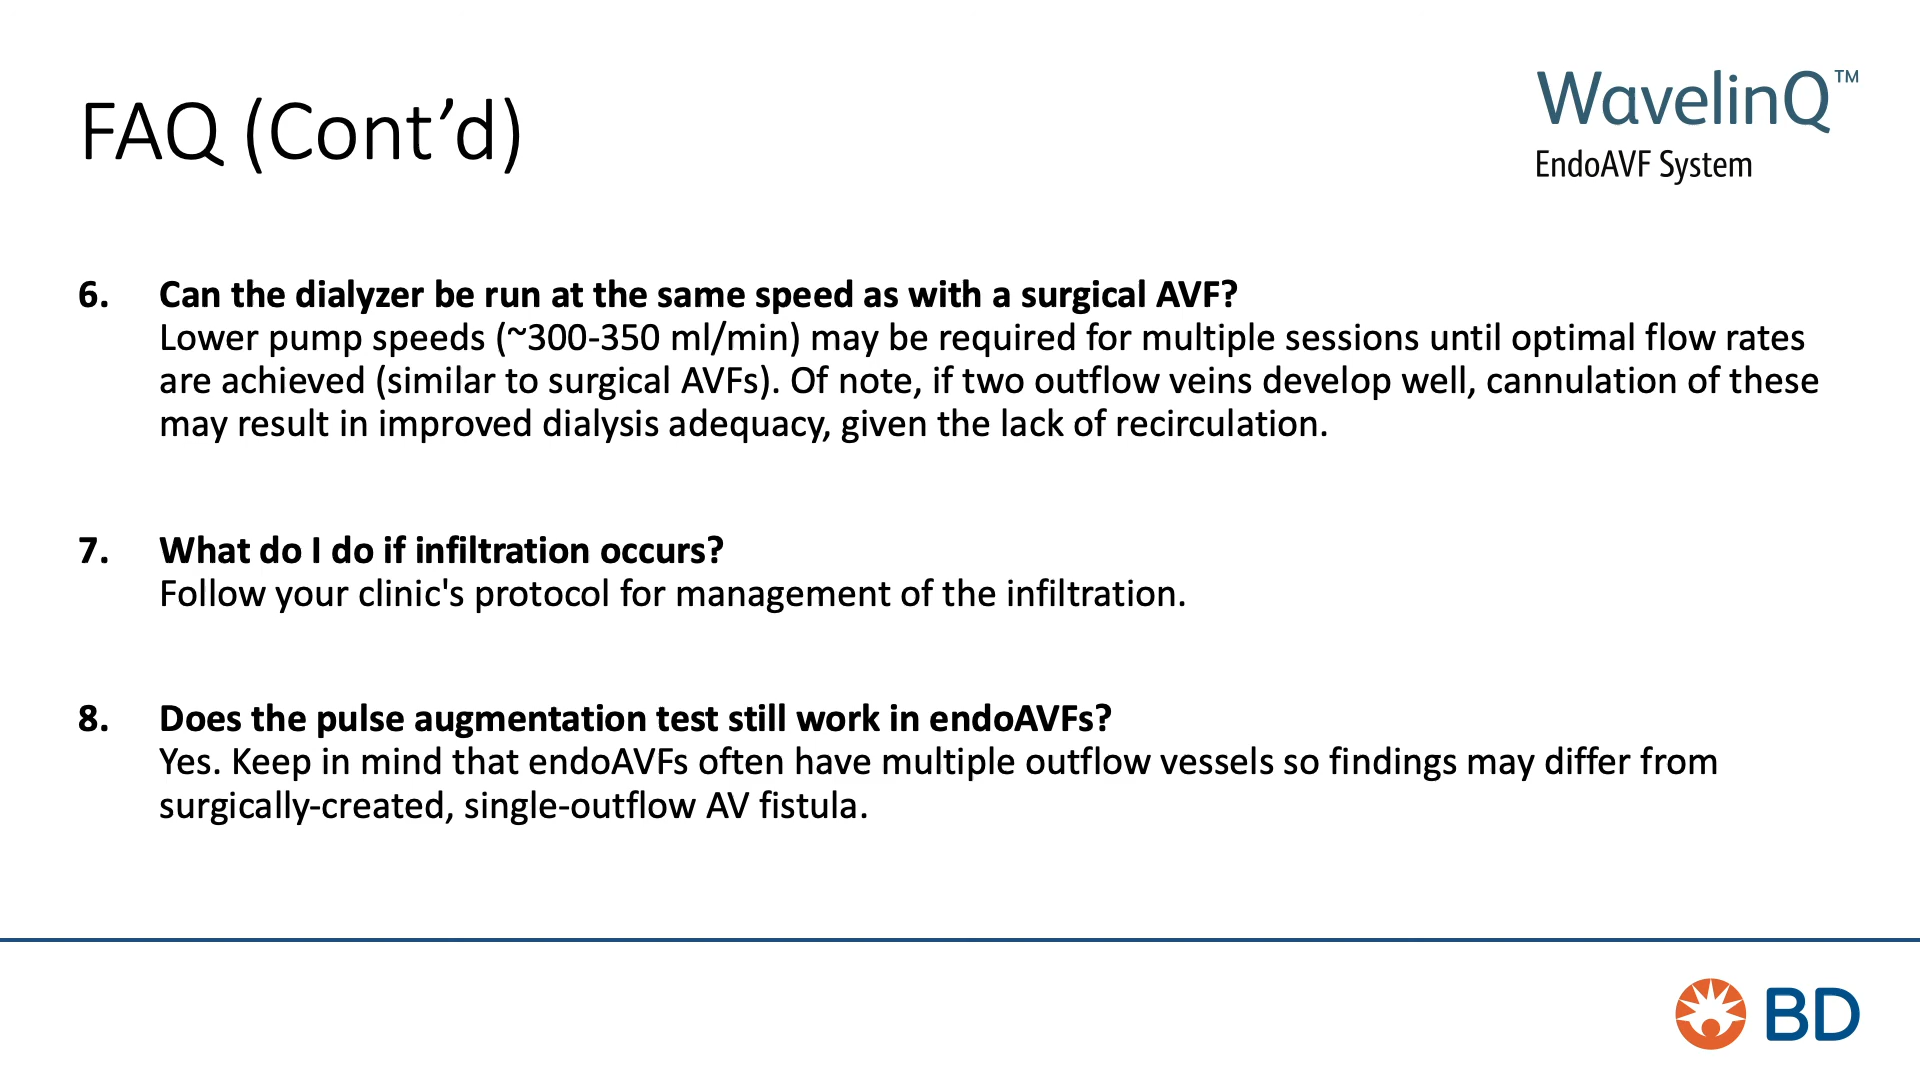 FAQ (Cont’d)
WavelinQ™
EndoAVF System
6. Can the dialyzer be run at the same speed as with a surgical AVF?
Lower pump speeds (~300-350 ml/min) may be required for multiple sessions until optimal flow rates
are achieved (similar to surgical AVFs). Of note, if two outflow veins develop well, cannulation of these
may result in improved dialysis adequacy, given the lack of recirculation.
7. What do I do if infiltration occurs?
Follow your clinic's protocol for management of the infiltration.
8. Does the pulse augmentation test still work in endoAVFs?
Yes. Keep in mind that endoAVFs often have multiple outflow vessels so findings may differ from
surgically-created, single-outflow AV fistula.
BD